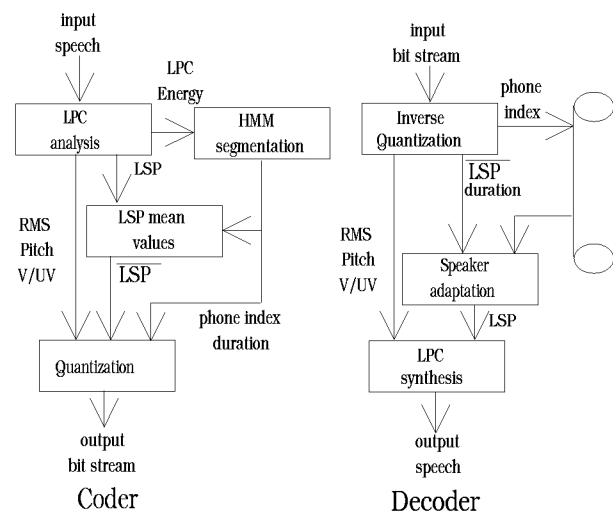 input
speech
LPC
Energy
LPC
analysis
HMM
segmentation
LSP
LSP mean
values
RMS
Pitch
V/UV
LSP
phone index
duration
Quantization
output
bit stream
Coder
input
bit stream
phone
index
Inverse
Quantization
LSP
duration
RMS
Pitch
V/UV
Speaker
adaptation
LSP
LPC
synthesis
output
speech
Decoder